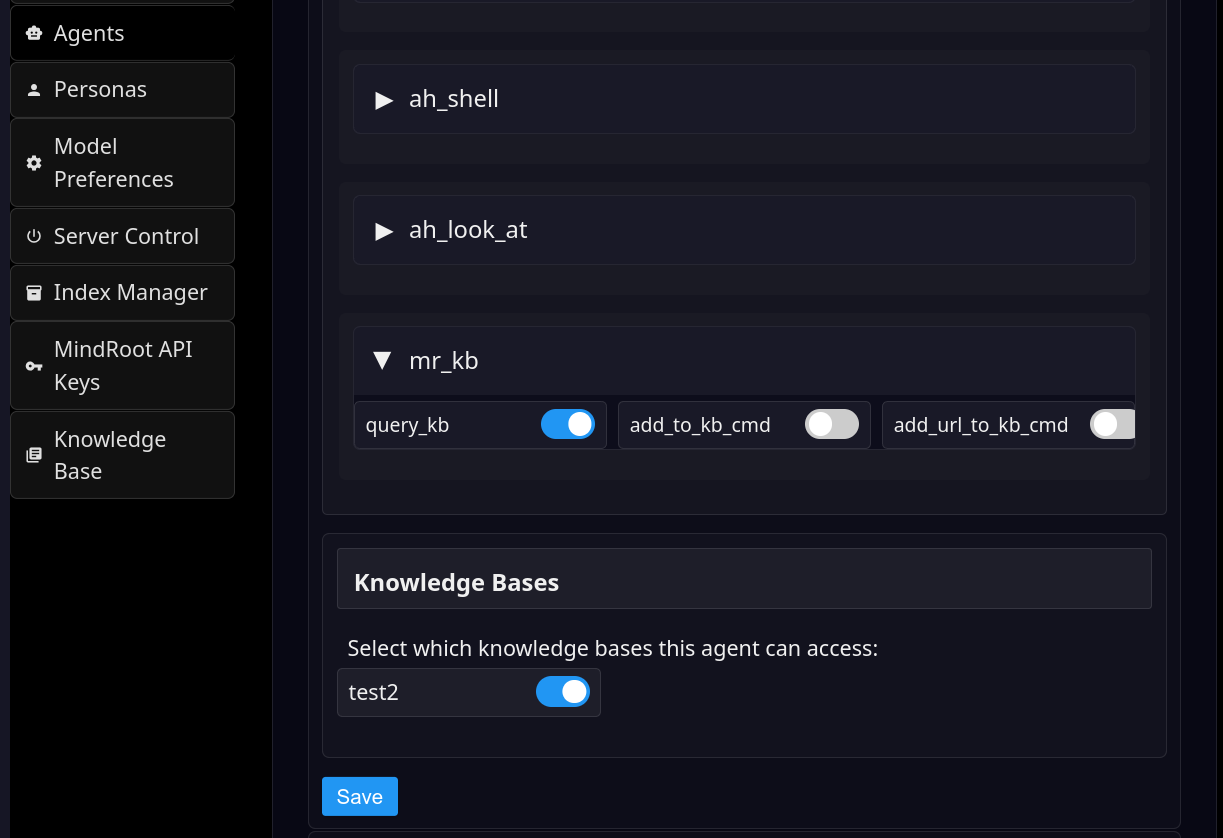 Agents
Personas
Model
Preferences
Server Control
Index Manager
MindRoot API
Keys
Knowledge
Base
ah_shell
ah_look_at
mr_kb
query_kb
add_to_kb_cmd
add_url_to_kb_cmd
Knowledge Bases
Select which knowledge bases this agent can access:
test2
Save